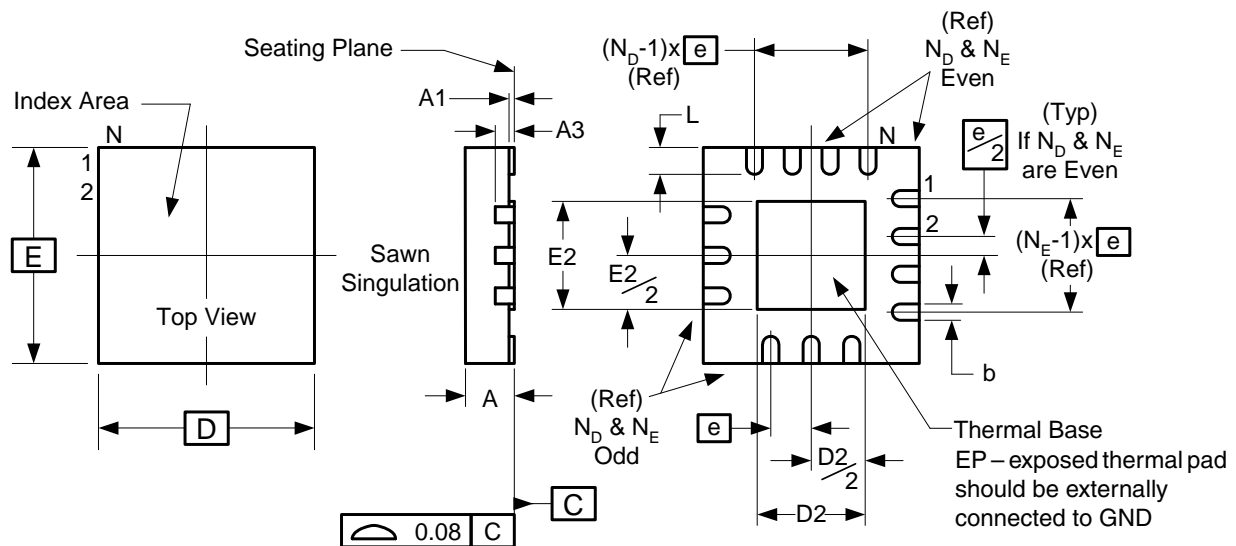 Seating Plane
Index Area
N
1
2
E
Top View
D
A1
A3
Sawn
Singulation
A
C
0.08 C
(N_D-1)x e
(Ref)
(Ref)
N_D & N_E
Even
L
N
e/2
(Typ)
If N_D & N_E
are Even
1
2
E2
E2/2
(N_E-1)x e
(Ref)
b
(Ref)
N_D & N_E
Odd
e
D2/2
D2
Thermal Base
EP – exposed thermal pad
should be externally
connected to GND